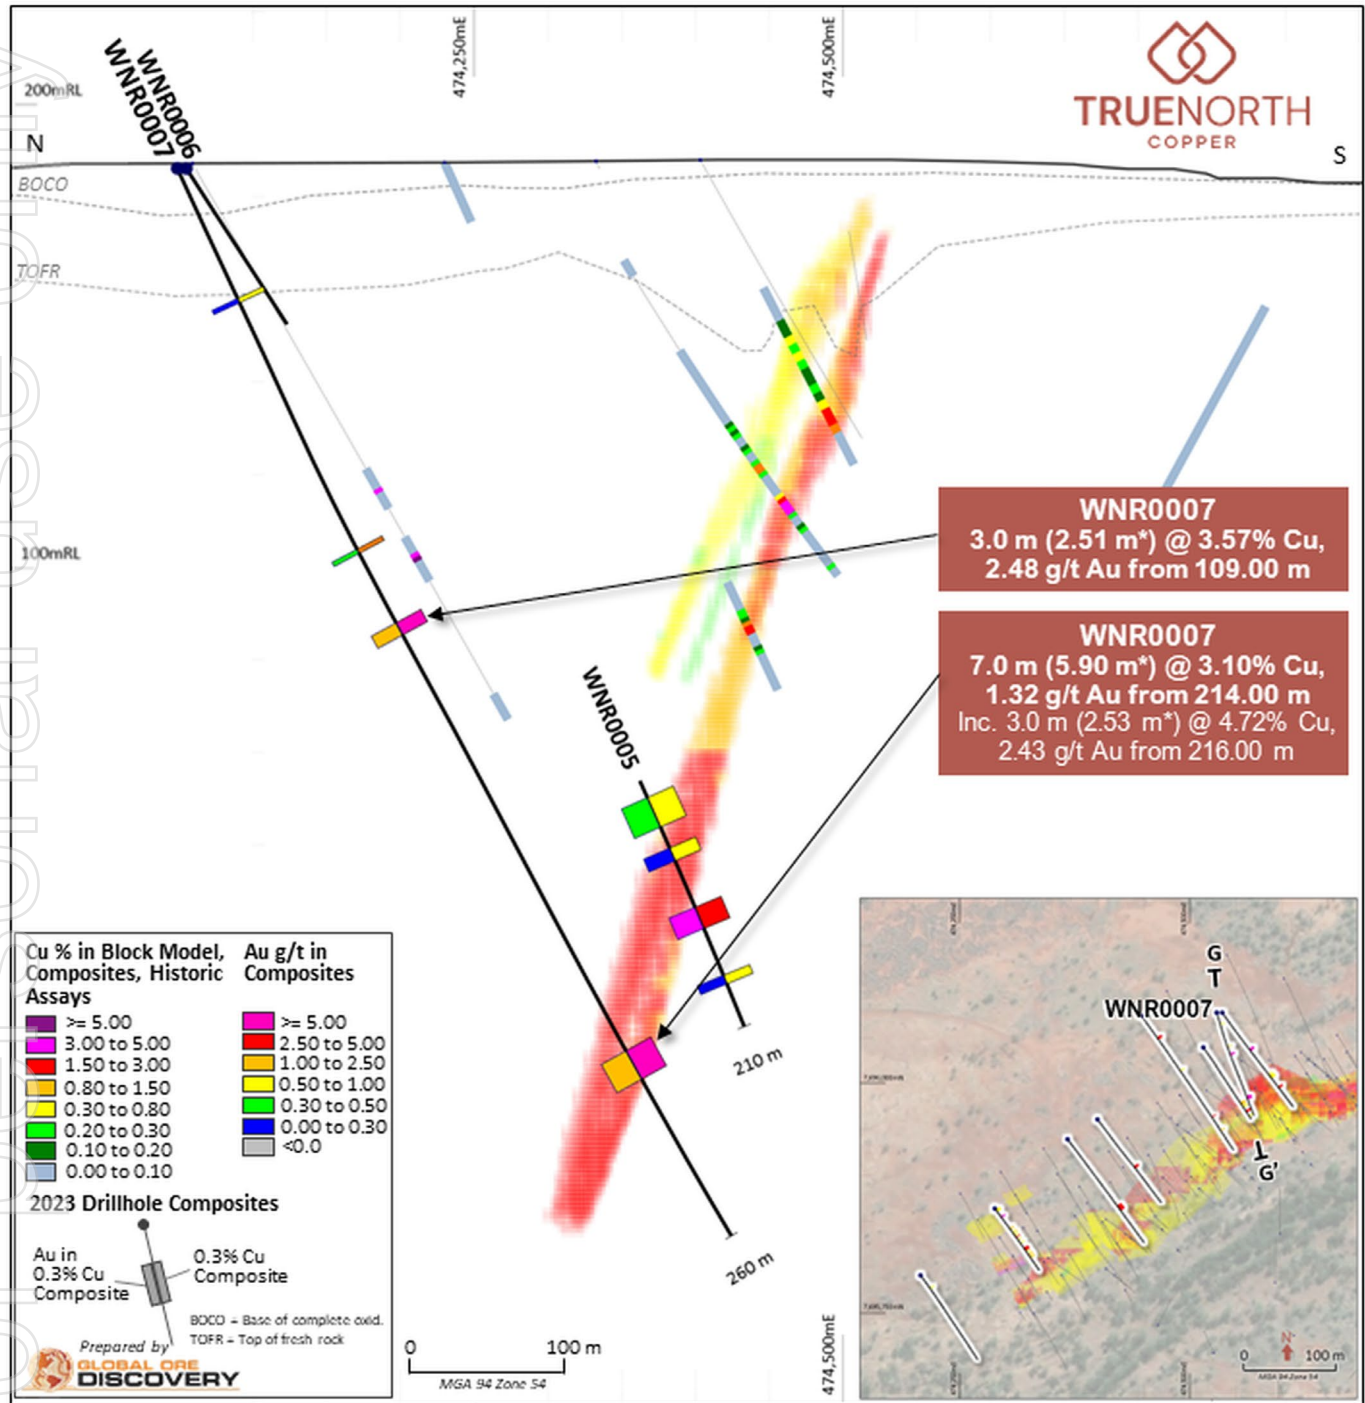 474,250mE
474,500mE
WNR0006
WNR0007
200mRL
TRUENORTH
COPPER
N
S
BOCO
TOFR
100mRL
WNR0007
3.0 m (2.51 m*) @ 3.57% Cu,
2.48 g/t Au from 109.00 m
WNR0007
7.0 m (5.90 m*) @ 3.10% Cu,
1.32 g/t Au from 214.00 m
Inc. 3.0 m (2.53 m*) @ 4.72% Cu,
2.43 g/t Au from 216.00 m
WNR0005
210 m
260 m
Cu % in Block Model,
Composites, Historic
Assays
>= 5.00
3.00 to 5.00
1.50 to 3.00
0.80 to 1.50
0.30 to 0.80
0.20 to 0.30
0.10 to 0.20
0.00 to 0.10
Au g/t in
Composites
>= 5.00
2.50 to 5.00
1.00 to 2.50
0.50 to 1.00
0.30 to 0.50
0.00 to 0.30
<0.0
2023 Drillhole Composites
Au in
0.3% Cu
Composite
0.3% Cu
Composite
BOCO = Base of complete oxid.
TOFR = Top of fresh rock
Prepared by
GLOBAL ORE
DISCOVERY
0 100 m
MGA 94 Zone 54
474,500mE
G
WNR0007
G'
N
0 100 m
MGA 94 Zone 54